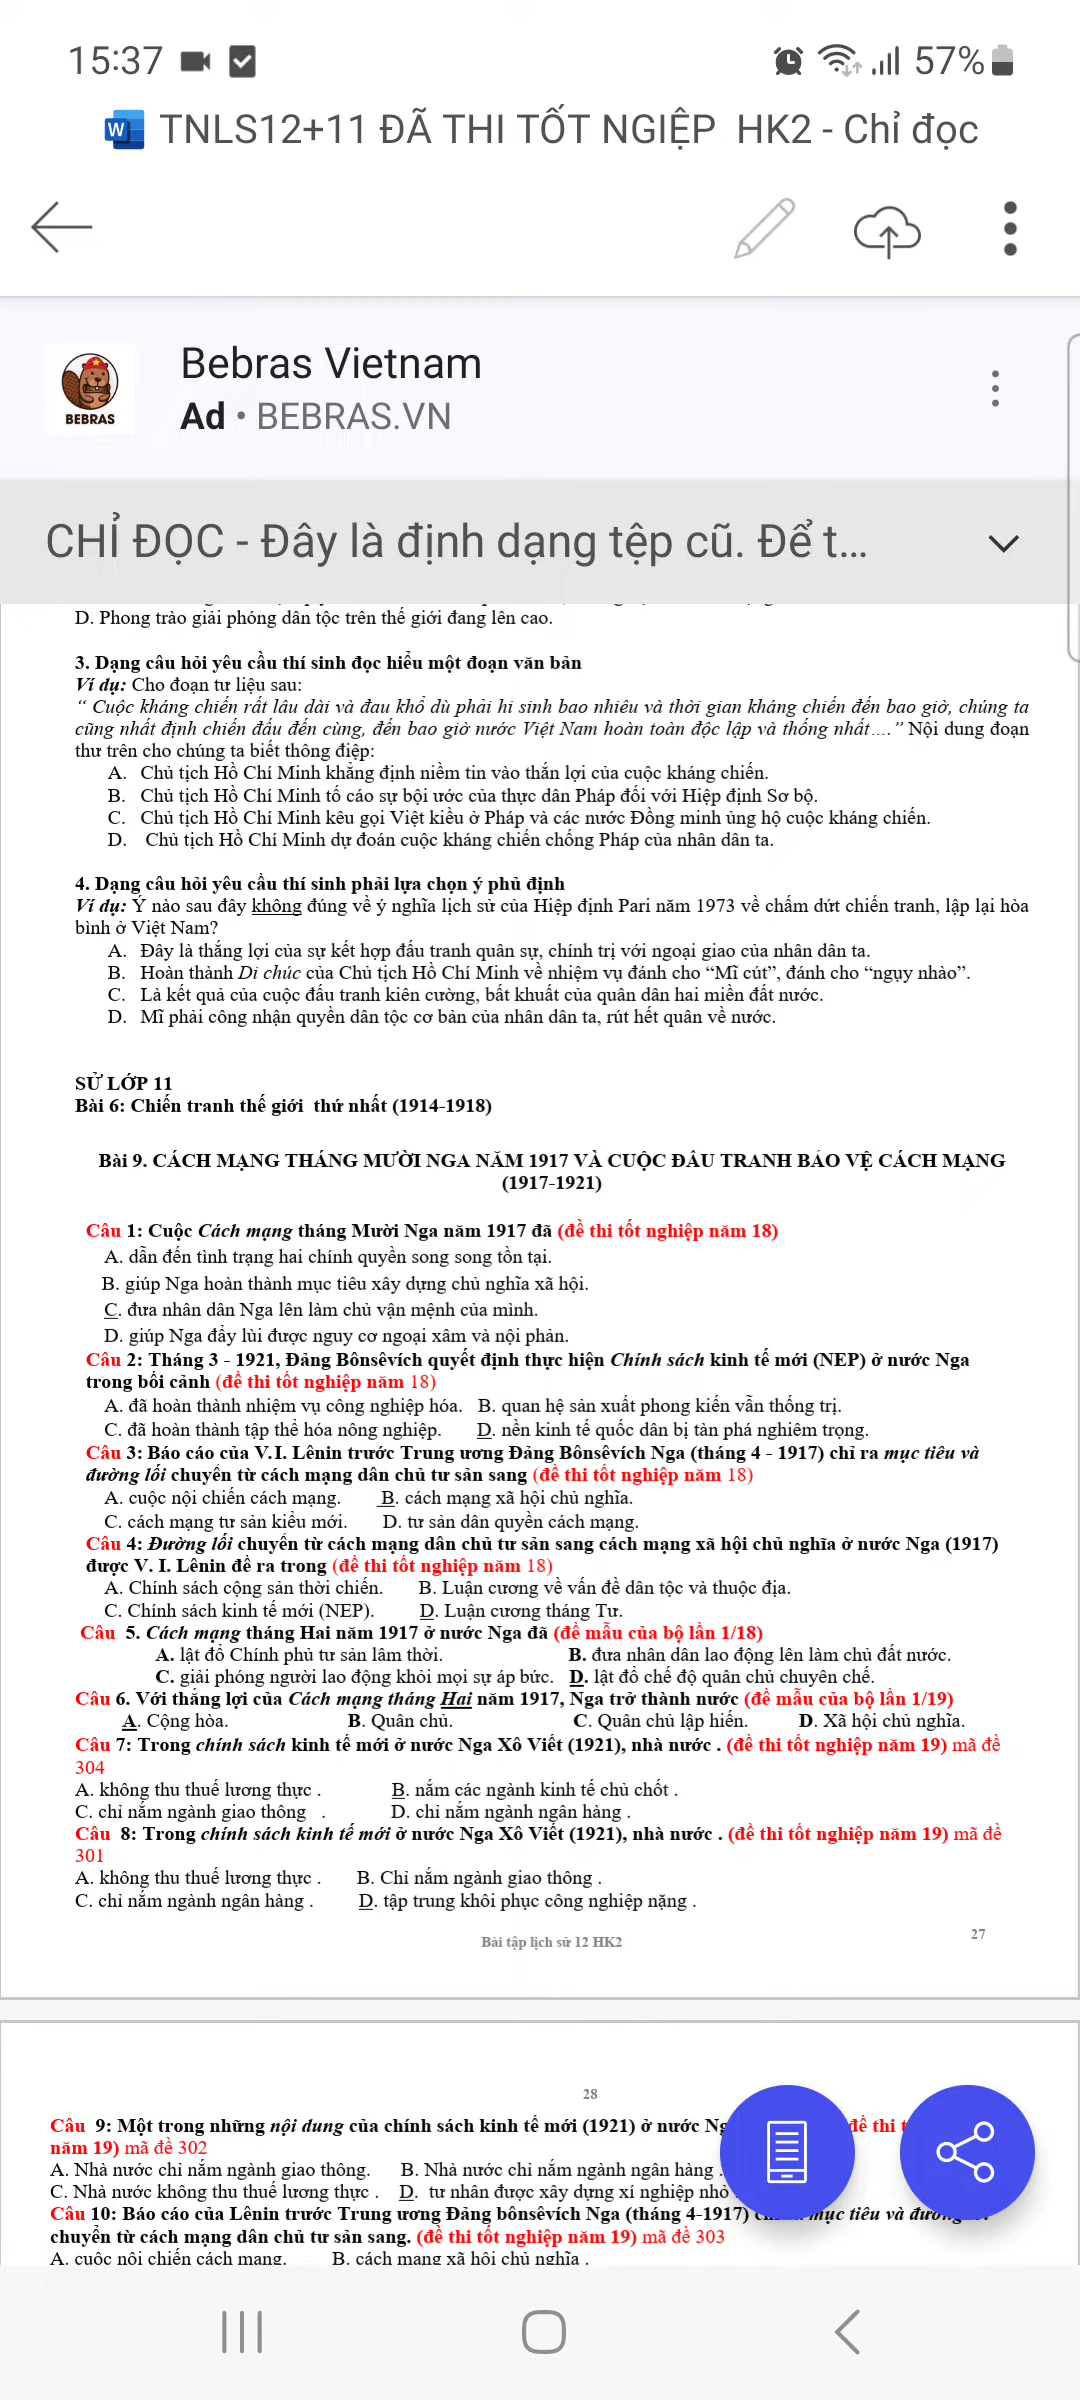 15:37
57%
TNLS12+11 ĐÃ THI TỐT NGIỆP HK2 - Chỉ đọc
Bebras Vietnam
BEBRAS
Ad • BEBRAS.VN
CHỈ ĐỌC - Đây là định dạng tệp cũ. Để t...
D. Phong trào giải phóng dân tộc trên thế giới đang lên cao.
3. Dạng câu hỏi yêu cầu thí sinh đọc hiểu một đoạn văn bản
Ví dụ: Cho đoạn tư liệu sau:
“ Cuộc kháng chiến rất lâu dài và đau khổ dù phải hi sinh bao nhiêu và thời gian kháng chiến đến bao giờ, chúng ta
cũng nhất định chiến đấu đến cùng, đến bao giờ nước Việt Nam hoàn toàn độc lập và thống nhất....” Nội dung đoạn
thư trên cho chúng ta biết thông điệp:
A. Chủ tịch Hồ Chí Minh khẳng định niềm tin vào thắn lợi của cuộc kháng chiến.
B. Chủ tịch Hồ Chí Minh tố cáo sự bội ước của thực dân Pháp đối với Hiệp định Sơ bộ.
C. Chủ tịch Hồ Chí Minh kêu gọi Việt kiều ở Pháp và các nước Đồng minh ủng hộ cuộc kháng chiến.
D. Chủ tịch Hồ Chí Minh dự đoán cuộc kháng chiến chống Pháp của nhân dân ta.
4. Dạng câu hỏi yêu cầu thí sinh phải lựa chọn ý phủ định
Ví dụ: Ý nào sau đây không đúng về ý nghĩa lịch sử của Hiệp định Pari năm 1973 về chấm dứt chiến tranh, lập lại hòa
bình ở Việt Nam?
A. Đây là thắng lợi của sự kết hợp đấu tranh quân sự, chính trị với ngoại giao của nhân dân ta.
B. Hoàn thành Di chúc của Chủ tịch Hồ Chí Minh về nhiệm vụ đánh cho “Mĩ cút”, đánh cho “ngụy nhào”.
C. Là kết quả của cuộc đấu tranh kiên cường, bất khuất của quân dân hai miền đất nước.
D. Mĩ phải công nhận quyền dân tộc cơ bản của nhân dân ta, rút hết quân về nước.
SỬ LỚP 11
Bài 6: Chiến tranh thế giới thứ nhất (1914-1918)
Bài 9. CÁCH MẠNG THÁNG MƯỜI NGA NĂM 1917 VÀ CUỘC ĐẤU TRANH BẢO VỆ CÁCH MẠNG
(1917-1921)
Câu 1: Cuộc Cách mạng tháng Mười Nga năm 1917 đã (đề thi tốt nghiệp năm 18)
A. dẫn đến tình trạng hai chính quyền song song tồn tại.
B. giúp Nga hoàn thành mục tiêu xây dựng chủ nghĩa xã hội.
C. đưa nhân dân Nga lên làm chủ vận mệnh của mình.
D. giúp Nga đẩy lùi được nguy cơ ngoại xâm và nội phản.
Câu 2: Tháng 3 - 1921, Đảng Bônsêvích quyết định thực hiện Chính sách kinh tế mới (NEP) ở nước Nga
trong bối cảnh (đề thi tốt nghiệp năm 18)
A. đã hoàn thành nhiệm vụ công nghiệp hóa. B. quan hệ sản xuất phong kiến vẫn thống trị.
C. đã hoàn thành tập thể hóa nông nghiệp. D. nền kinh tế quốc dân bị tàn phá nghiêm trọng.
Câu 3: Báo cáo của V.I. Lênin trước Trung ương Đảng Bônsêvích Nga (tháng 4 - 1917) chỉ ra mục tiêu và
đường lối chuyển từ cách mạng dân chủ tư sản sang (đề thi tốt nghiệp năm 18)
A. cuộc nội chiến cách mạng. B. cách mạng xã hội chủ nghĩa.
C. cách mạng tư sản kiểu mới. D. tư sản dân quyền cách mạng.
Câu 4: Đường lối chuyển từ cách mạng dân chủ tư sản sang cách mạng xã hội chủ nghĩa ở nước Nga (1917)
được V. I. Lênin đề ra trong (đề thi tốt nghiệp năm 18)
A. Chính sách cộng sản thời chiến. B. Luận cương về vấn đề dân tộc và thuộc địa.
C. Chính sách kinh tế mới (NEP). D. Luận cương tháng Tư.
Câu 5. Cách mạng tháng Hai năm 1917 ở nước Nga đã (đề mẫu của bộ lần 1/18)
A. lật đổ Chính phủ tư sản lâm thời. B. đưa nhân dân lao động lên làm chủ đất nước.
C. giải phóng người lao động khỏi mọi sự áp bức. D. lật đổ chế độ quân chủ chuyên chế.
Câu 6. Với thắng lợi của Cách mạng tháng Hai năm 1917, Nga trở thành nước (đề mẫu của bộ lần 1/19)
A. Cộng hòa. B. Quân chủ. C. Quân chủ lập hiến. D. Xã hội chủ nghĩa.
Câu 7: Trong chính sách kinh tế mới ở nước Nga Xô Viết (1921), nhà nước . (đề thi tốt nghiệp năm 19) mã đề
304
A. không thu thuế lương thực . B. nắm các ngành kinh tế chủ chốt .
C. chỉ nắm ngành giao thông . D. chỉ nắm ngành ngân hàng .
Câu 8: Trong chính sách kinh tế mới ở nước Nga Xô Viết (1921), nhà nước . (đề thi tốt nghiệp năm 19) mã đề
301
A. không thu thuế lương thực . B. Chỉ nắm ngành giao thông .
C. chỉ nắm ngành ngân hàng . D. tập trung khôi phục công nghiệp nặng .
Bài tập lịch sử 12 HK2
27
28
Câu 9: Một trong những nội dung của chính sách kinh tế mới (1921) ở nước Ng đề thi t
năm 19) mã đề 302
A. Nhà nước chỉ nắm ngành giao thông. B. Nhà nước chỉ nắm ngành ngân hàng .
C. Nhà nước không thu thuế lương thực . D. tư nhân được xây dựng xí nghiệp nhỏ
Câu 10: Báo cáo của Lênin trước Trung ương Đảng bônsêvích Nga (tháng 4-1917) mục tiêu và
chuyển từ cách mạng dân chủ tư sản sang. (đề thi tốt nghiệp năm 19) mã đề 303
A. cuộc nội chiến cách mạng. B. cách mạng xã hội chủ nghĩa .